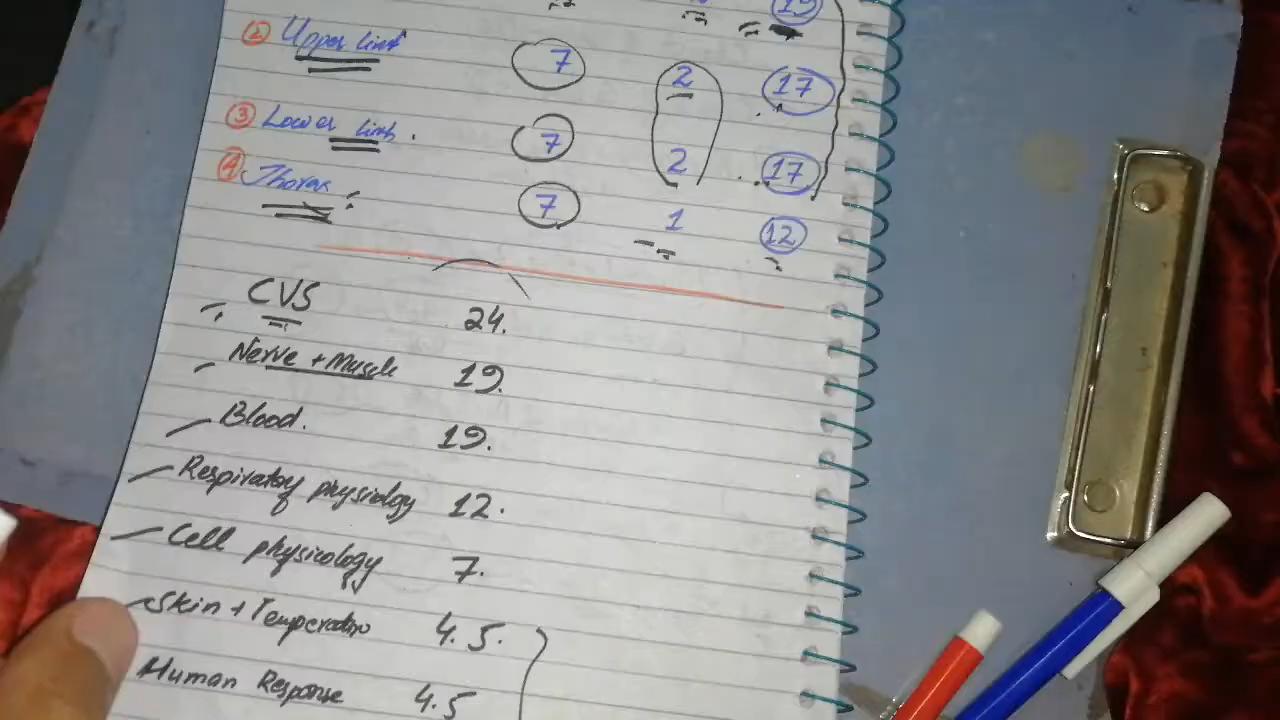 19
② Upper limb 7 2 17
③ Lower limb. 7 2 17
④ Thorax 7 1 12
CVS 24.
Nerve + Muscle 19.
Blood. 19.
Respiratory physiology 12.
Cell physiology 7.
Skin + Temperature 4.5.
Human Response 4.5